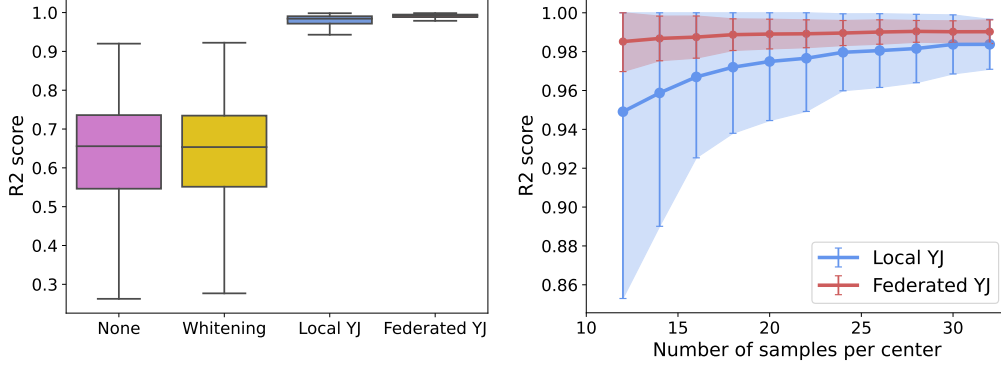 R2 score
1.0
0.9
0.8
0.7
0.6
0.5
0.4
0.3
None
Whitening
Local YJ
Federated YJ
R2 score
1.00
0.98
0.96
0.94
0.92
0.90
0.88
0.86
10
15
20
25
30
Number of samples per center
Local YJ
Federated YJ